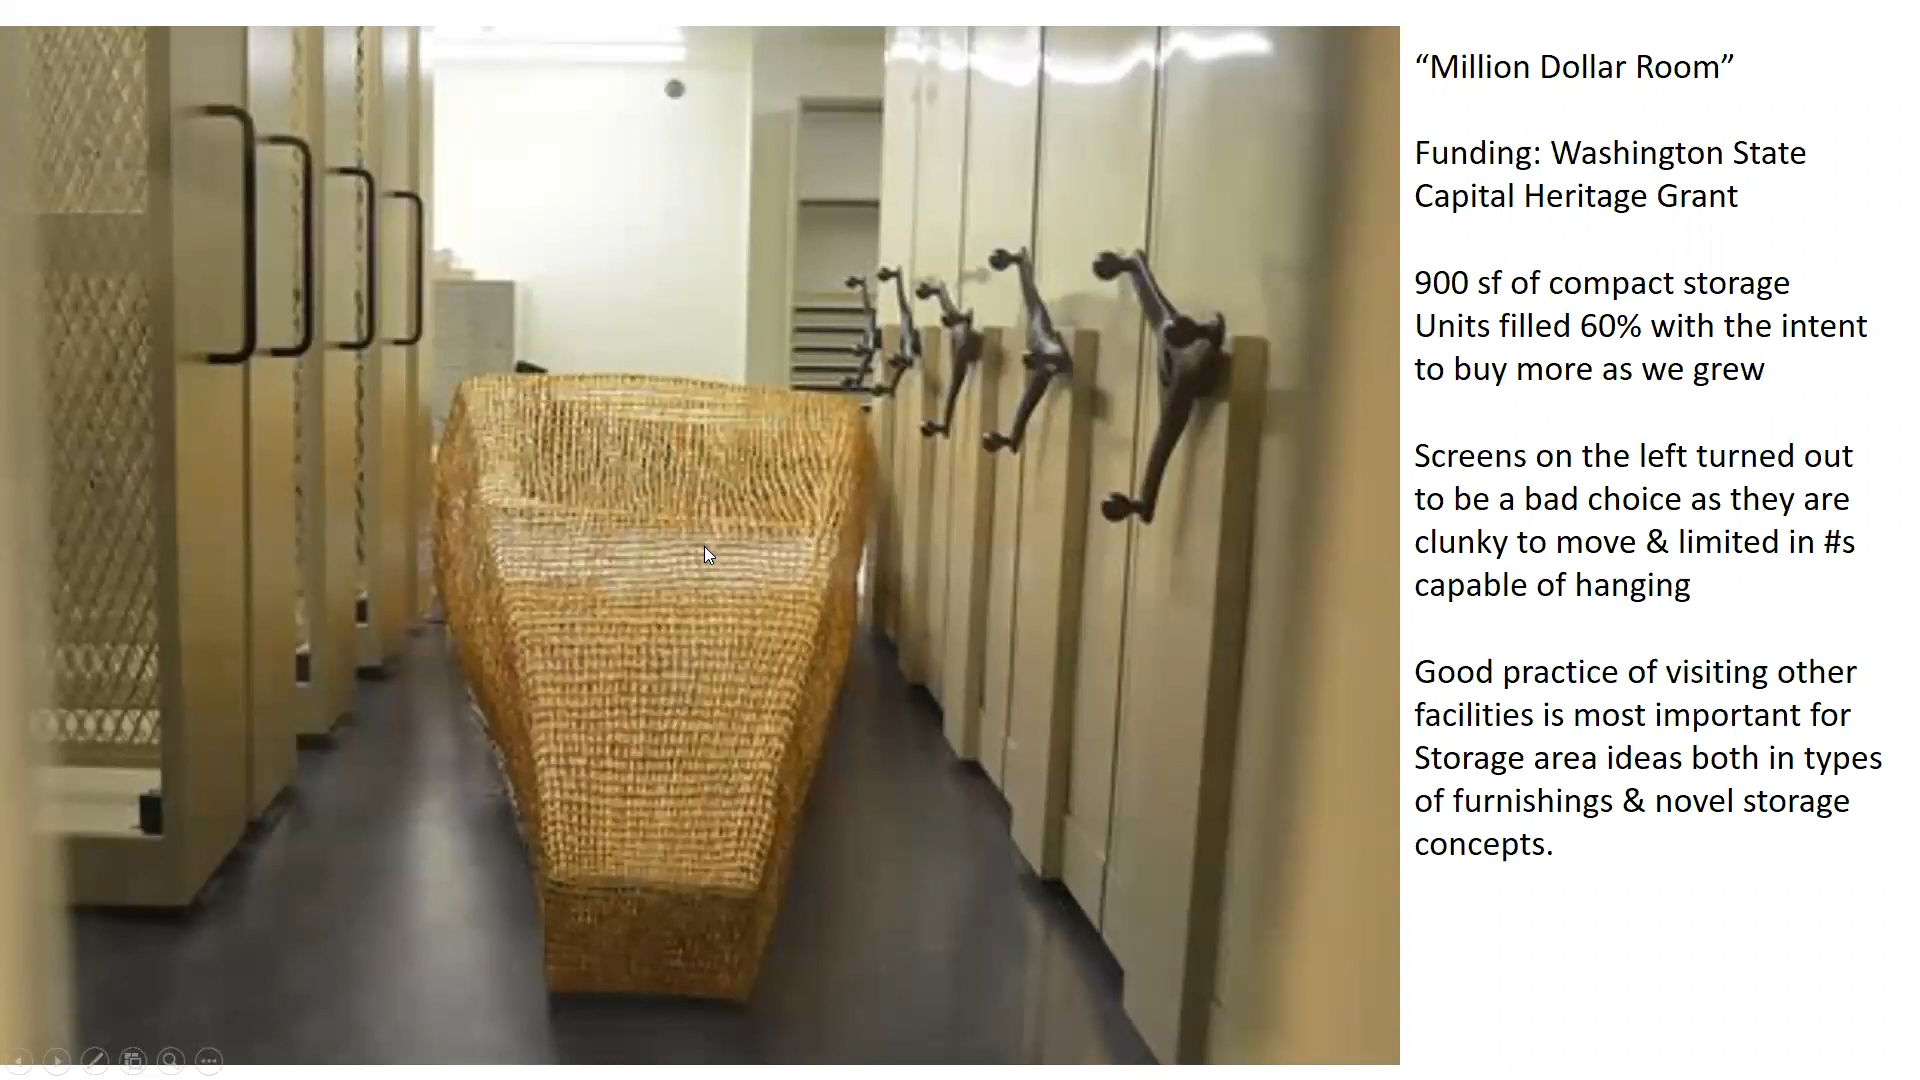 “Million Dollar Room”
Funding: Washington State
Capital Heritage Grant
900 sf of compact storage
Units filled 60% with the intent
to buy more as we grew
Screens on the left turned out
to be a bad choice as they are
clunky to move & limited in #s
capable of hanging
Good practice of visiting other
facilities is most important for
Storage area ideas both in types
of furnishings & novel storage
concepts.